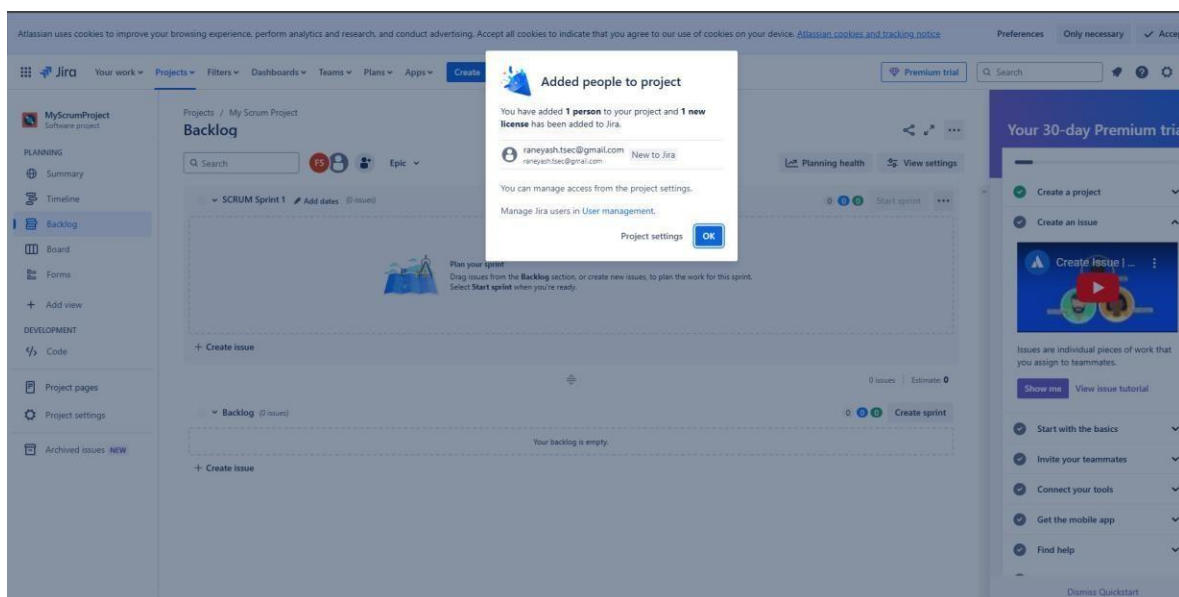 Atlassian uses cookies to improve your browsing experience, perform analytics and research, and conduct advertising. Accept all cookies to indicate that you agree to our use of cookies on your device. Atlassian cookies and tracking notice
Preferences Only necessary Accep
Jira Your work Projects Filters Dashboards Teams Plans Apps Create Premium trial Search
MyScrumProject
Software project
PLANNING
Summary
Timeline
Backlog
Board
Forms
Add view
DEVELOPMENT
Code
Project pages
Project settings
Archived issues NEW
Projects / My Scrum Project
Backlog
Search FS Epic Planning health View settings
SCRUM Sprint 1 Add dates (0 issues) 0 0 0 Start sprint
Plan your sprint
Drag issues from the Backlog section, or create new issues, to plan the work for this sprint.
Select Start sprint when you're ready.
+ Create issue
0 issues Estimate: 0
Backlog (0 issues) 0 0 0 Create sprint
Your backlog is empty.
+ Create issue
Added people to project
You have added 1 person to your project and 1 new
license has been added to Jira.
raneyash.tsec@gmail.com New to Jira
raneyash.tsec@gmail.com
You can manage access from the project settings.
Manage Jira users in User management.
Project settings OK
Your 30-day Premium tria
Create a project
Create an issue
Create Issue | ...
Issues are individual pieces of work that
you assign to teammates.
Show me View issue tutorial
Start with the basics
Invite your teammates
Connect your tools
Get the mobile app
Find help
Dismiss Quickstart